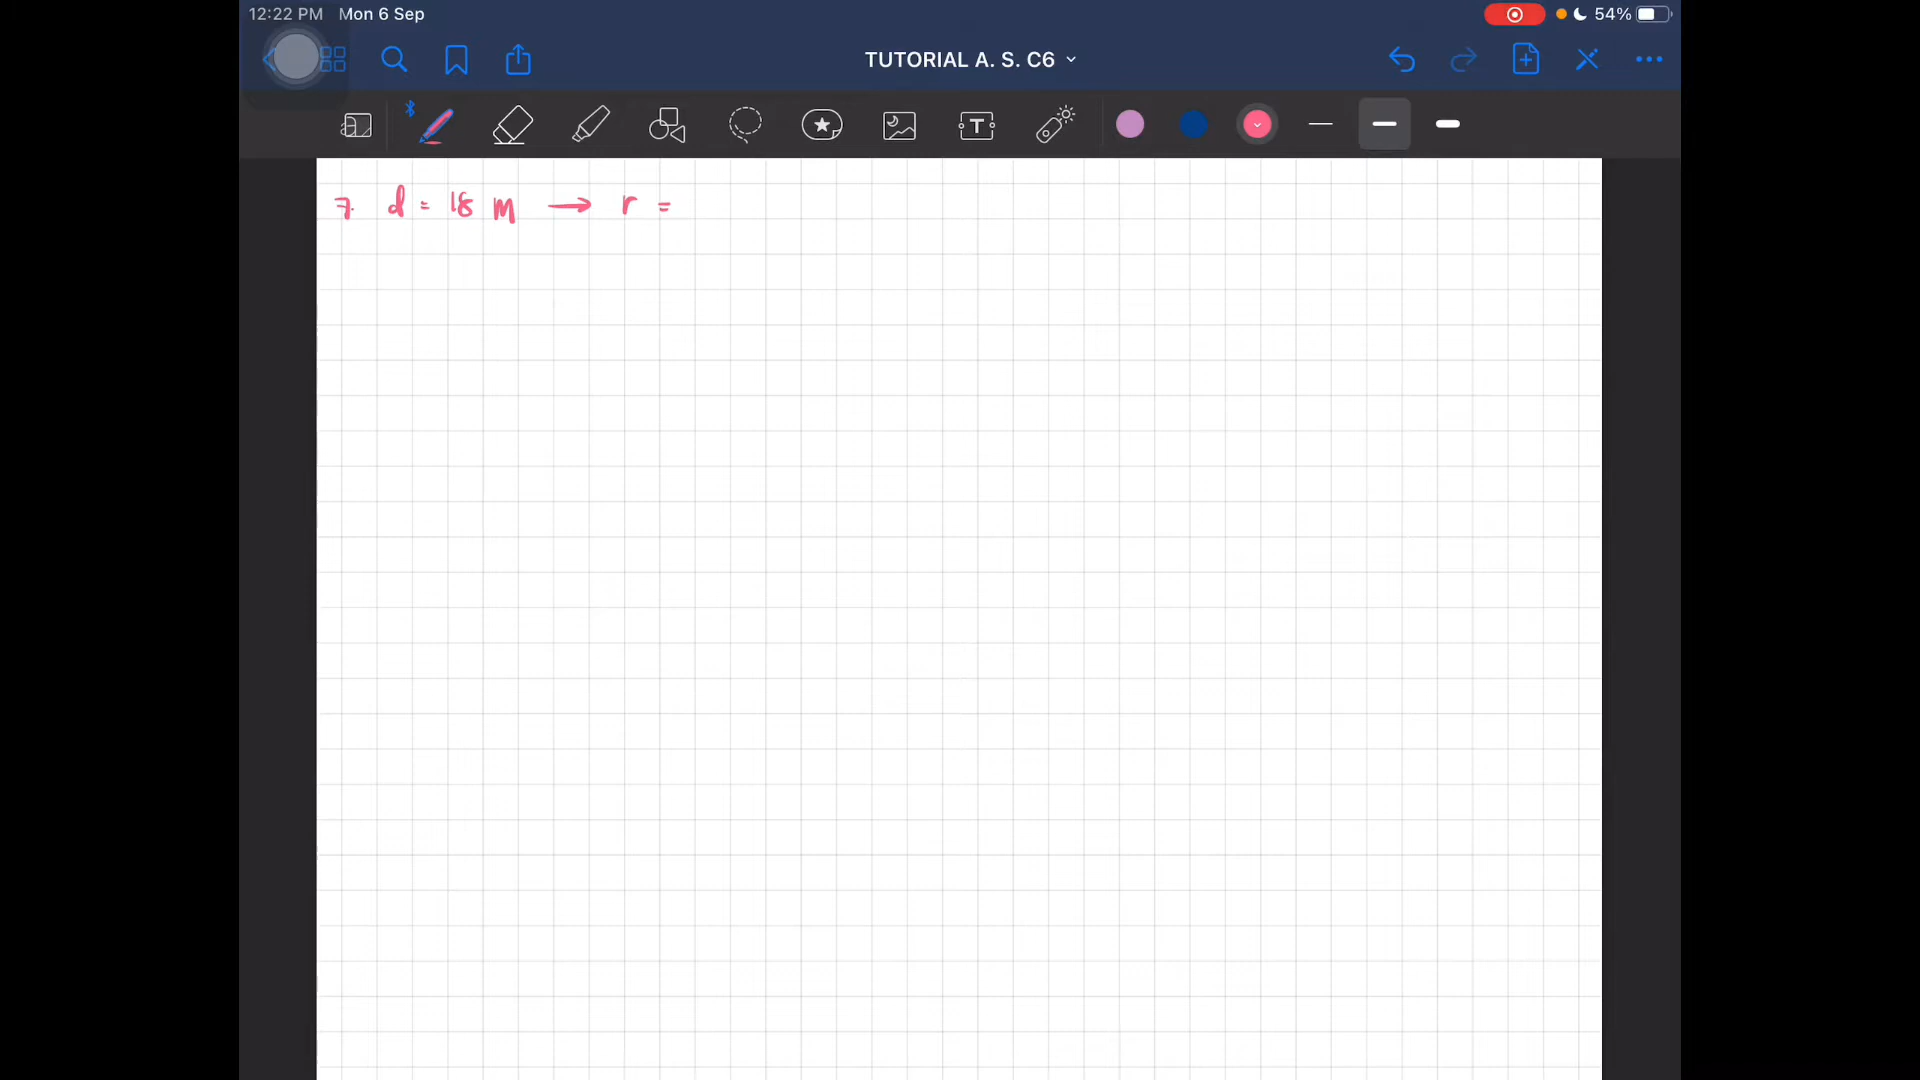 12:22 PM Mon 6 Sep 54%
TUTORIAL A. S. C6
7. d = 18 m → r =